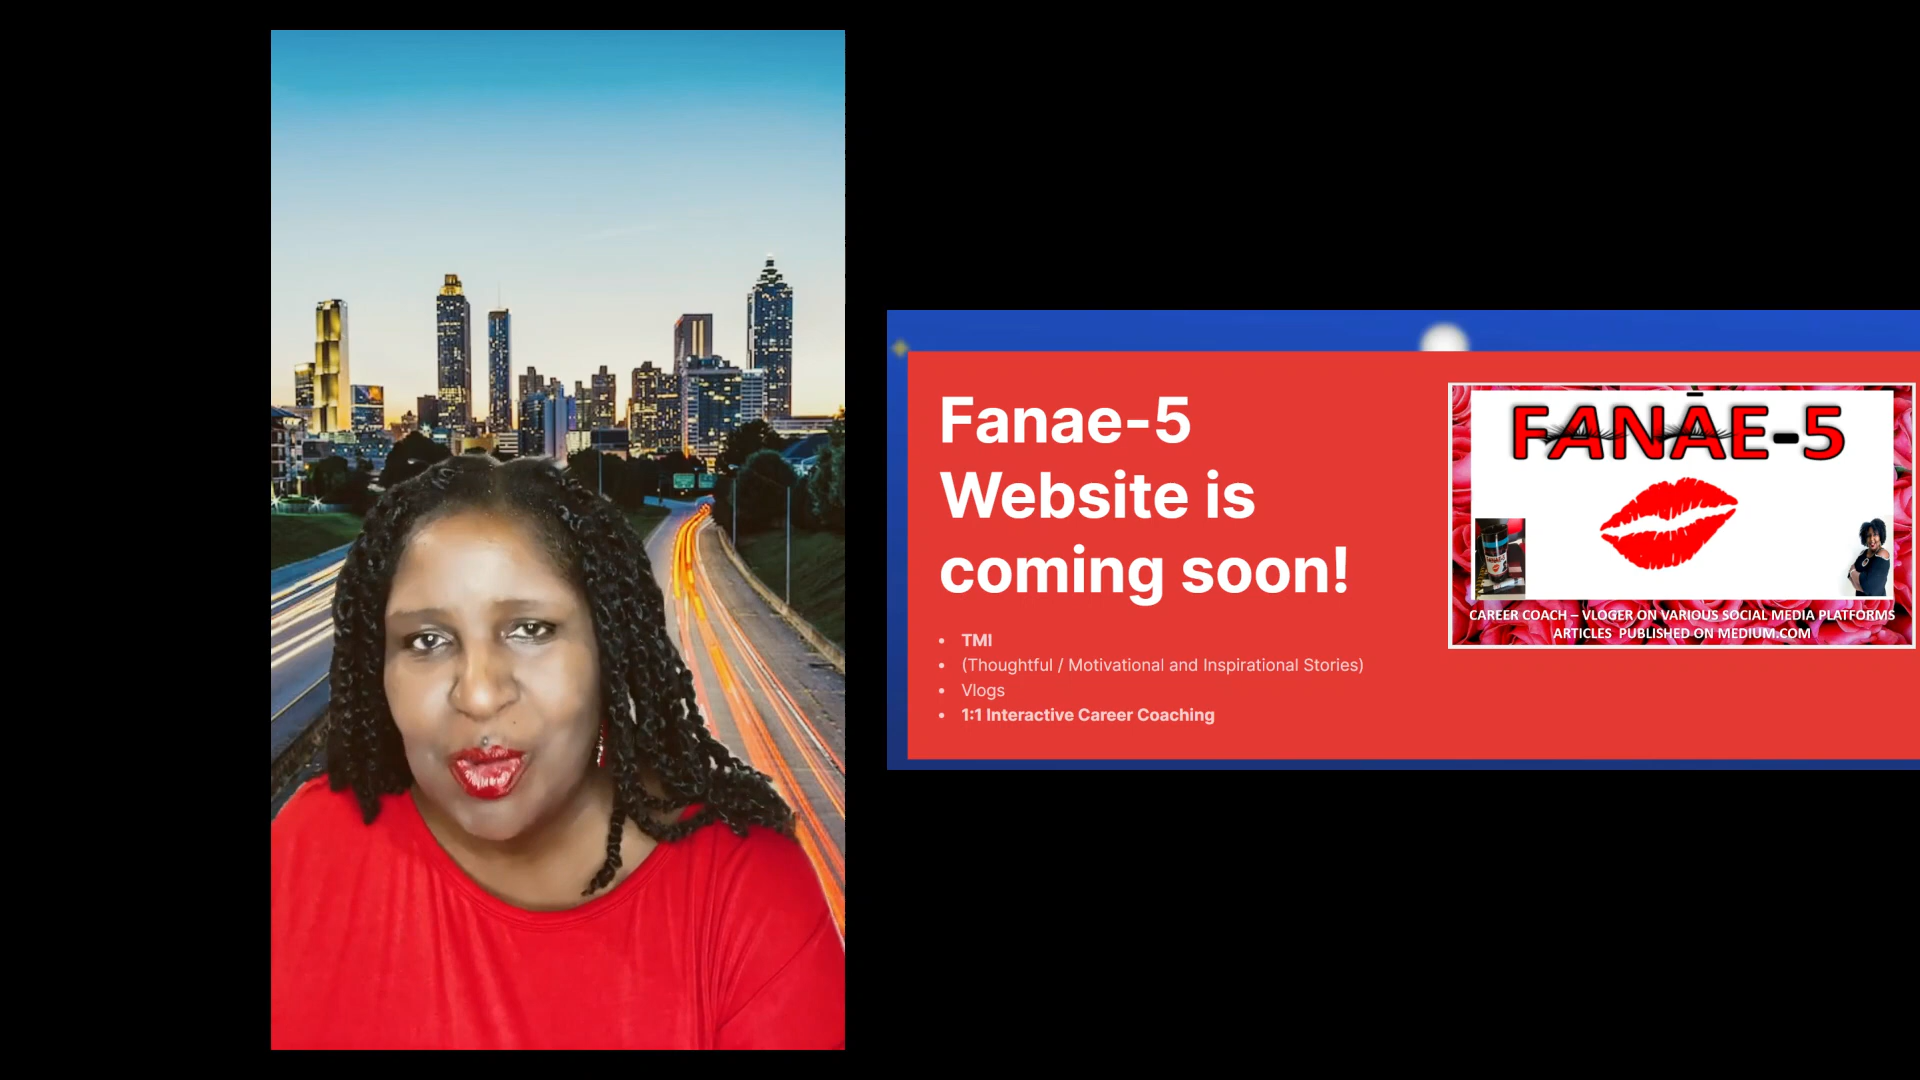 Fanae-5
Website is
coming soon!
• TMI
• (Thoughtful / Motivational and Inspirational Stories)
• Vlogs
• 1:1 Interactive Career Coaching
FANĀE-5
CAREER COACH – VLOGER ON VARIOUS SOCIAL MEDIA PLATFORMS
ARTICLES PUBLISHED ON MEDIUM.COM